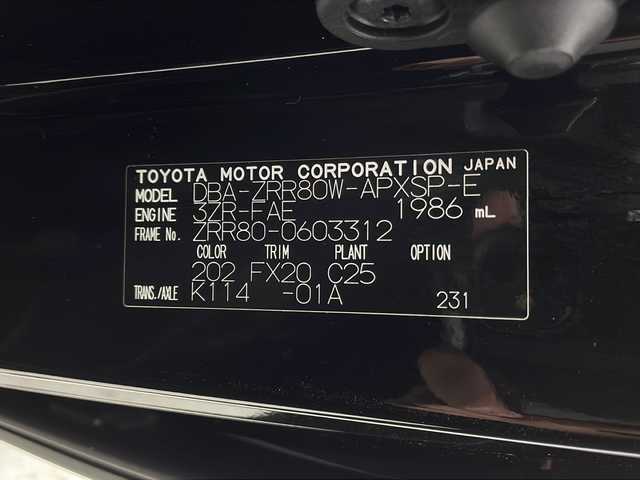 TOYOTA MOTOR CORPORATION JAPAN
MODEL DBA-ZRR80W-APXSP-E
ENGINE 3ZR-FAE 1986 mL
FRAME No. ZRR80-0603312
COLOR TRIM PLANT OPTION
202 FX20 C25
TRANS./AXLE K114 -01A 231